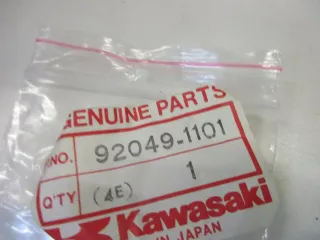 GENUINE PARTS
NO. 92049-1101
Q'TY (4E) 1
Kawasaki
IN JAPAN